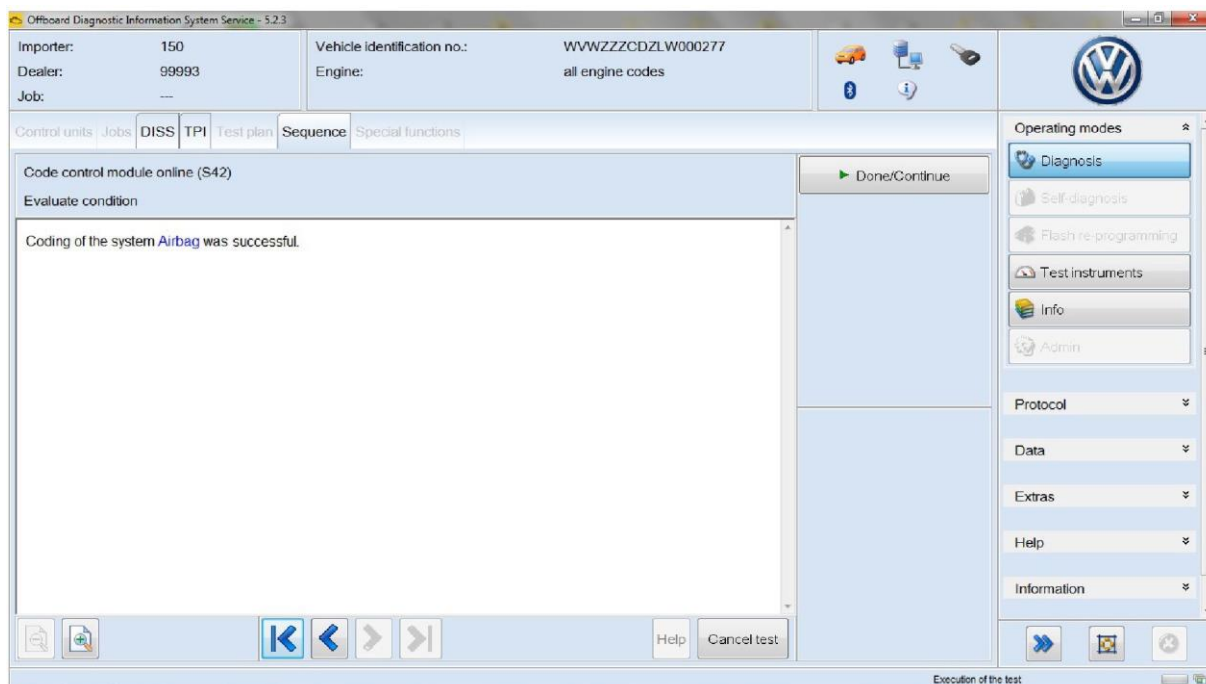 Offboard Diagnostic Information System Service - 5.2.3
Importer: 150
Dealer: 99993
Job: ---
Vehicle identification no.: WVWZZZCDZLW000277
Engine: all engine codes
Control units Jobs DISS TPI Test plan Sequence Special functions
Code control module online (S42)
Evaluate condition
Coding of the system Airbag was successful.
Done/Continue
Help
Cancel test
Operating modes
Diagnosis
Self-diagnosis
Flash re-programming
Test instruments
Info
Admin
Protocol
Data
Extras
Help
Information
Execution of the test